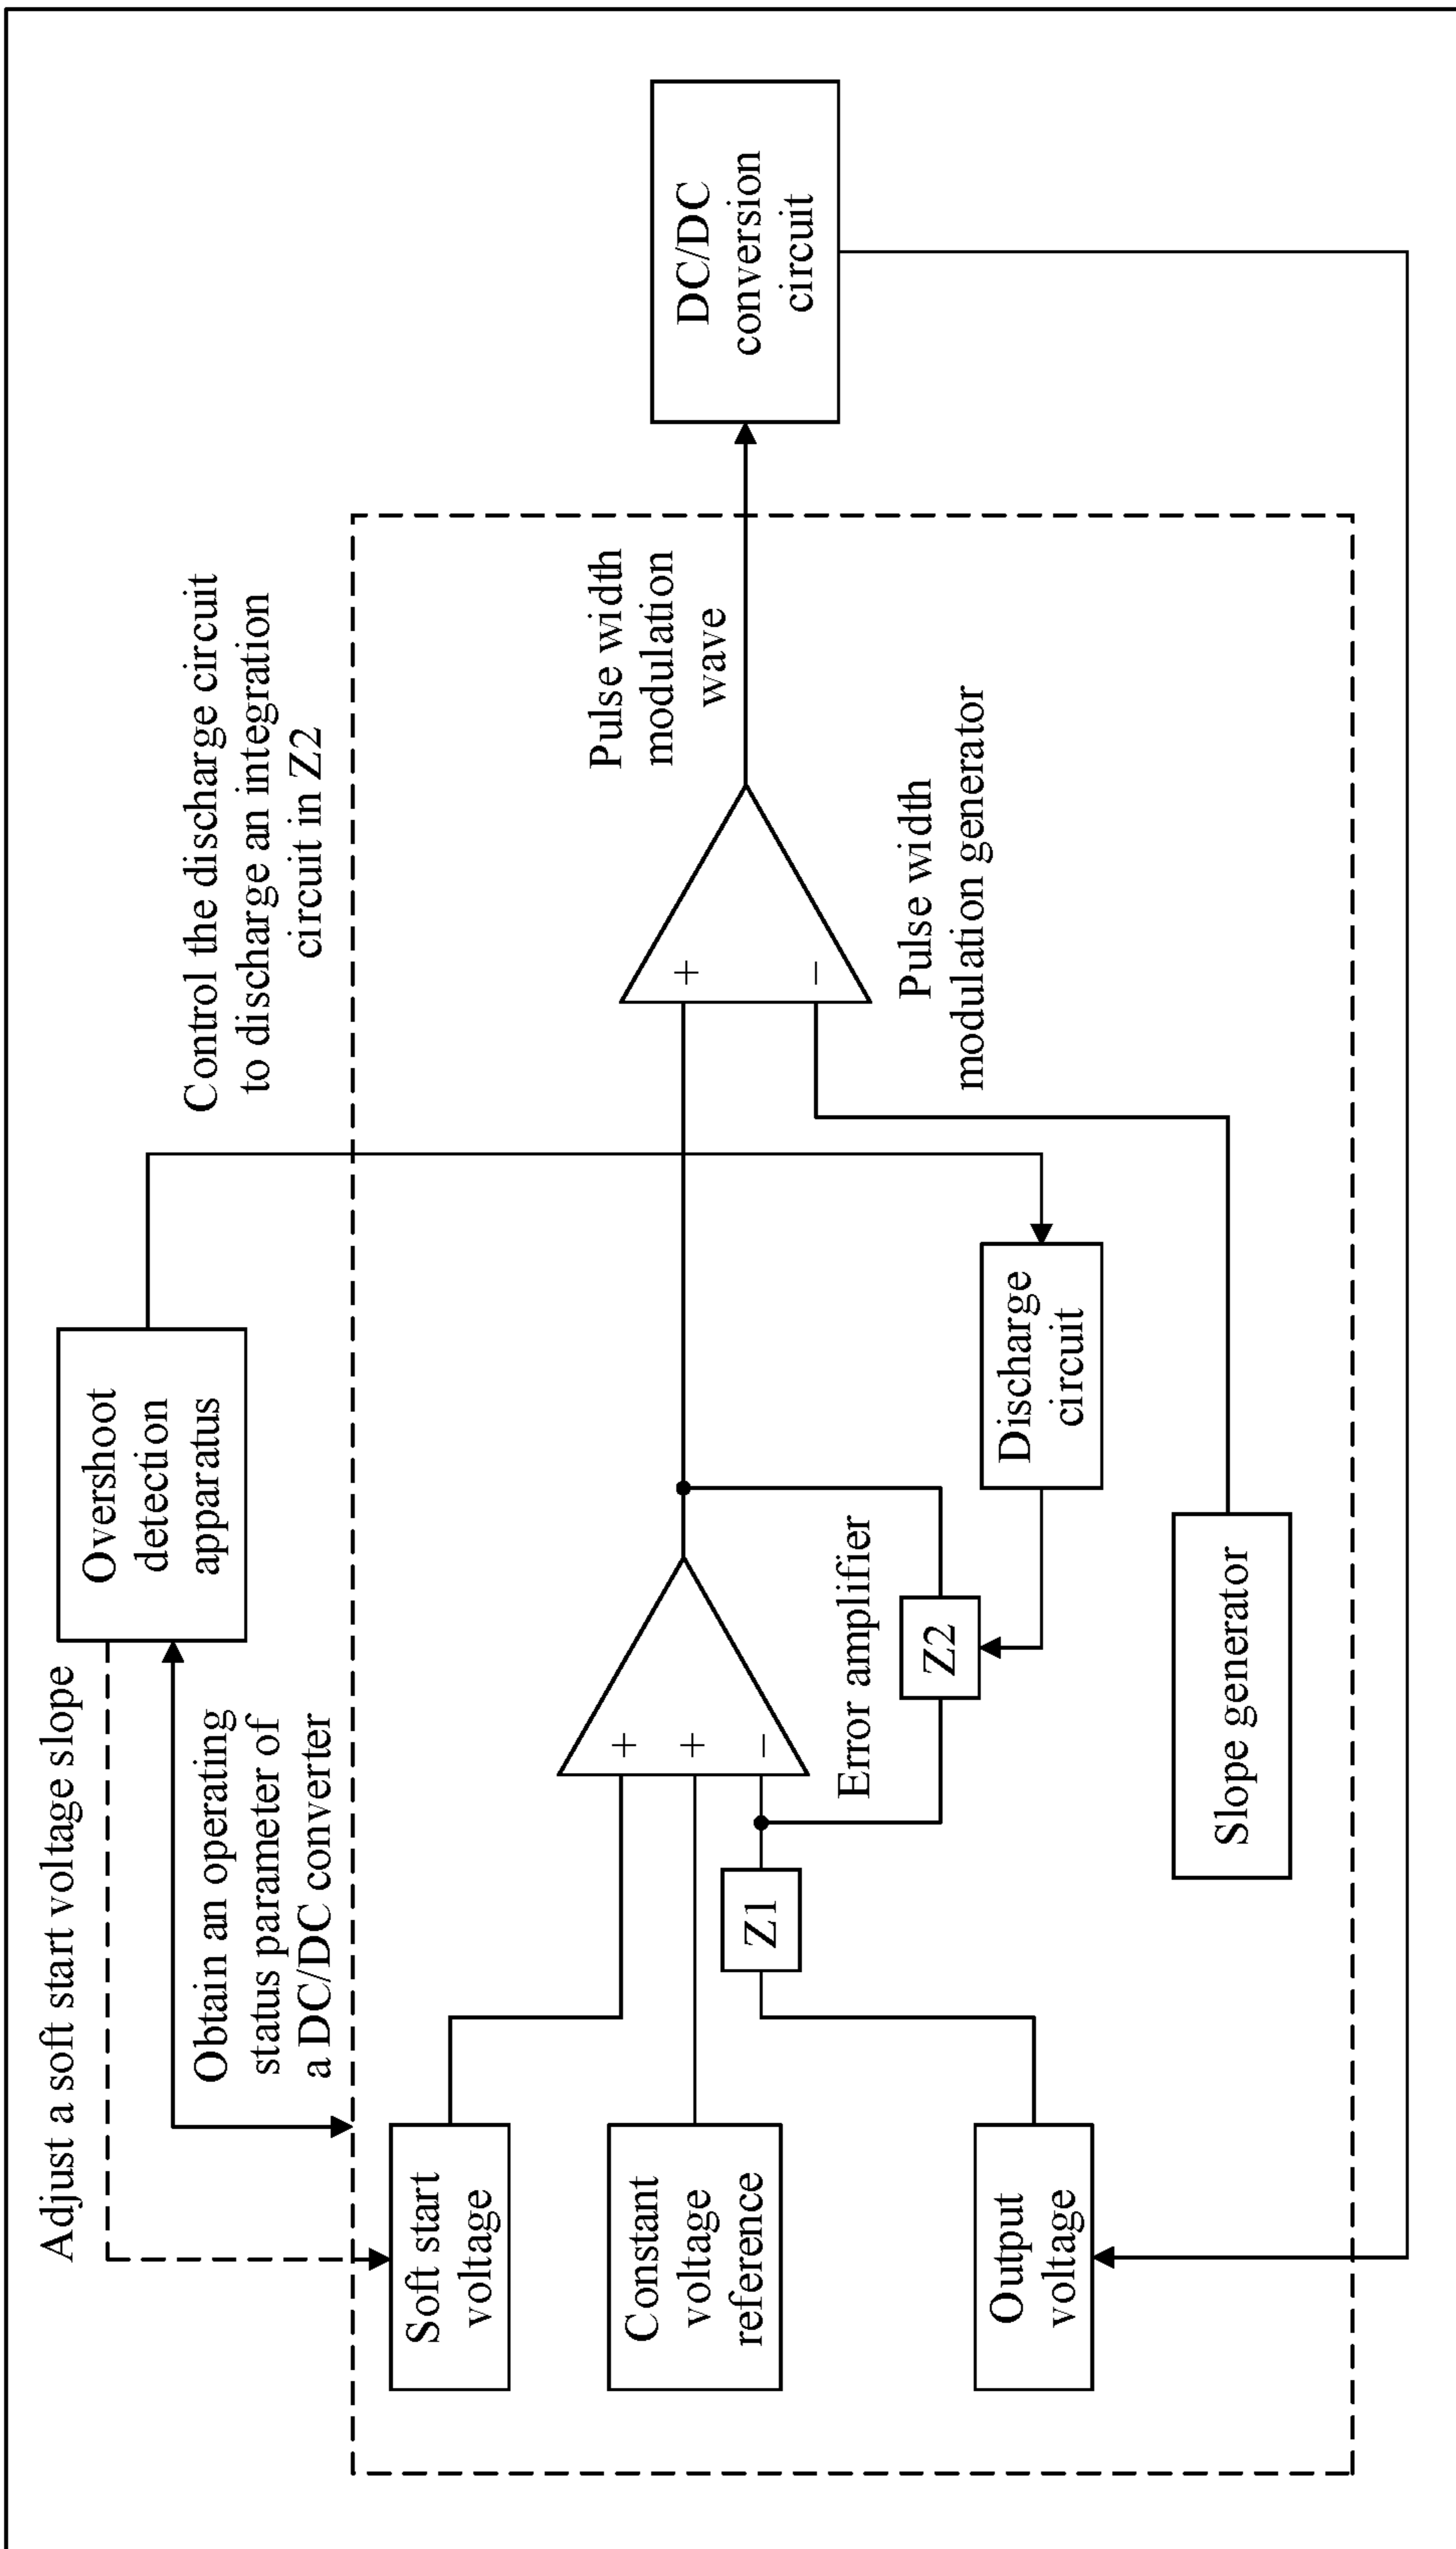 Adjust a soft start voltage slope
Overshoot
detection
apparatus
Obtain an operating
status parameter of
a DC/DC converter
Control the discharge circuit
to discharge an integration
circuit in Z2
Soft start
voltage
Constant
voltage
reference
Output
voltage
Z1
+
+
−
Error amplifier
Z2
Discharge
circuit
Slope generator
+
−
Pulse width
modulation generator
Pulse width
modulation
wave
DC/DC
conversion
circuit